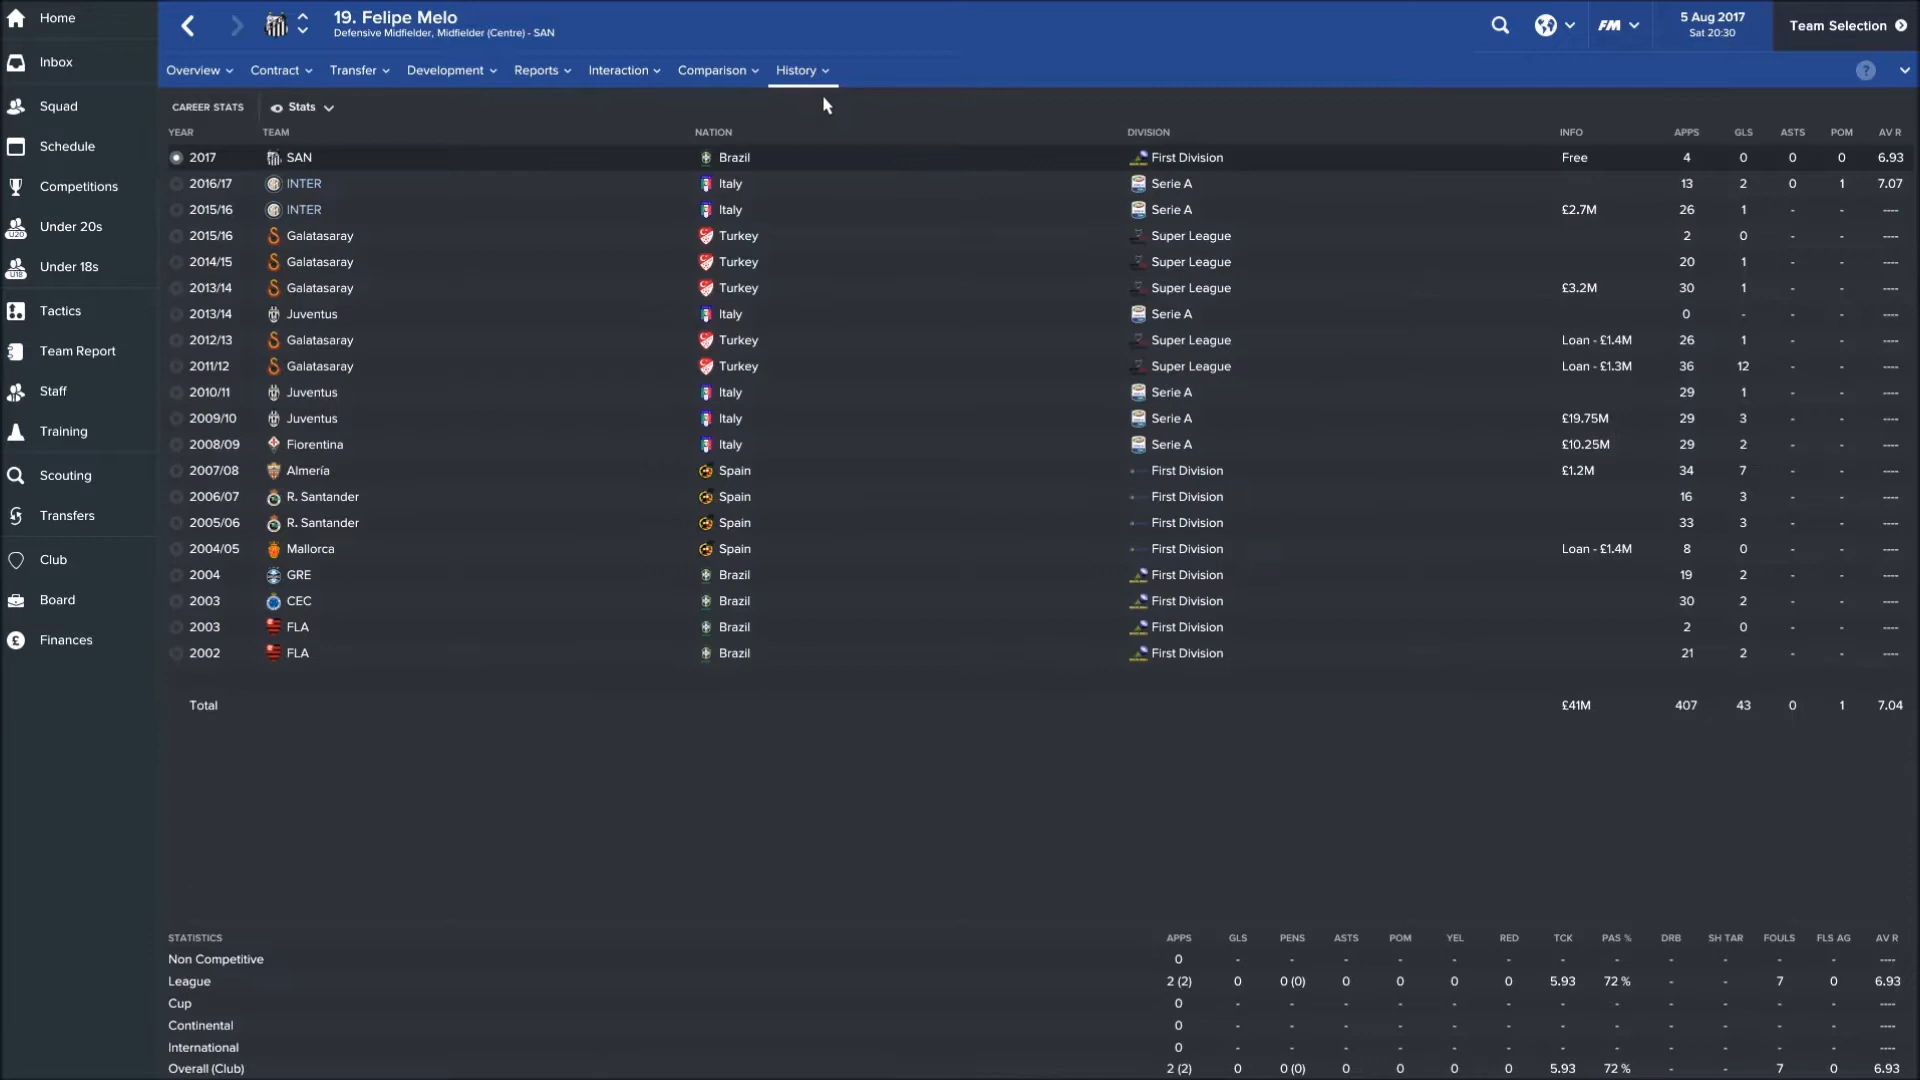 Home
Inbox
Squad
Schedule
Competitions
Under 20s
Under 18s
Tactics
Team Report
Staff
Training
Scouting
Transfers
Club
Board
Finances
19. Felipe Melo
Defensive Midfielder, Midfielder (Centre) - SAN
FM
5 Aug 2017
Sat 20:30
Team Selection
Overview Contract Transfer Development Reports Interaction Comparison History ?
CAREER STATS Stats
YEAR TEAM NATION DIVISION INFO APPS GLS ASTS POM AV R
2017 SAN Brazil First Division Free 4 0 0 0 6.93
2016/17 INTER Italy Serie A 13 2 0 1 7.07
2015/16 INTER Italy Serie A £2.7M 26 1 - - ----
2015/16 Galatasaray Turkey Super League 2 0 - - ----
2014/15 Galatasaray Turkey Super League 20 1 - - ----
2013/14 Galatasaray Turkey Super League £3.2M 30 1 - - ----
2013/14 Juventus Italy Serie A 0 - - - ----
2012/13 Galatasaray Turkey Super League Loan - £1.4M 26 1 - - ----
2011/12 Galatasaray Turkey Super League Loan - £1.3M 36 12 - - ----
2010/11 Juventus Italy Serie A 29 1 - - ----
2009/10 Juventus Italy Serie A £19.75M 29 3 - - ----
2008/09 Fiorentina Italy Serie A £10.25M 29 2 - - ----
2007/08 Almería Spain First Division £1.2M 34 7 - - ----
2006/07 R. Santander Spain First Division 16 3 - - ----
2005/06 R. Santander Spain First Division 33 3 - - ----
2004/05 Mallorca Spain First Division Loan - £1.4M 8 0 - - ----
2004 GRE Brazil First Division 19 2 - - ----
2003 CEC Brazil First Division 30 2 - - ----
2003 FLA Brazil First Division 2 0 - - ----
2002 FLA Brazil First Division 21 2 - - ----
Total £41M 407 43 0 1 7.04
STATISTICS APPS GLS PENS ASTS POM YEL RED TCK PAS % DRB SH TAR FOULS FLS AG AV R
Non Competitive 0 - - - - - - - - - - - - ----
League 2 (2) 0 0 (0) 0 0 0 0 5.93 72 % - - 7 0 6.93
Cup 0 - - - - - - - - - - - - ----
Continental 0 - - - - - - - - - - - - ----
International 0 - - - - - - - - - - - - ----
Overall (Club) 2 (2) 0 0 (0) 0 0 0 0 5.93 72 % - - 7 0 6.93